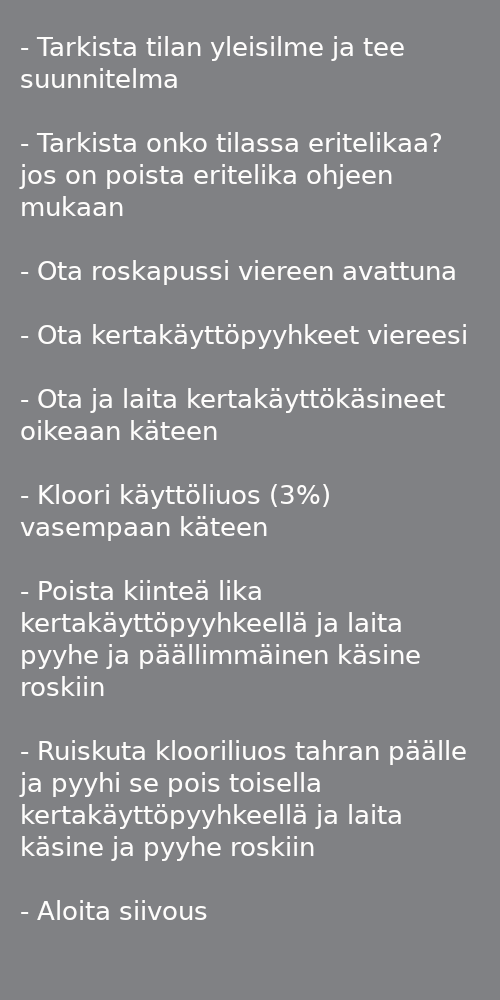 - Tarkista tilan yleisilme ja tee
suunnitelma
- Tarkista onko tilassa eritelikaa?
jos on poista eritelika ohjeen
mukaan
- Ota roskapussi viereen avattuna
- Ota kertakäyttöpyyhkeet viereesi
- Ota ja laita kertakäyttökäsineet
oikeaan käteen
- Kloori käyttöliuos (3%)
vasempaan käteen
- Poista kiinteä lika
kertakäyttöpyyhkeellä ja laita
pyyhe ja päällimmäinen käsine
roskiin
- Ruiskuta klooriliuos tahran päälle
ja pyyhi se pois toisella
kertakäyttöpyyhkeellä ja laita
käsine ja pyyhe roskiin
- Aloita siivous